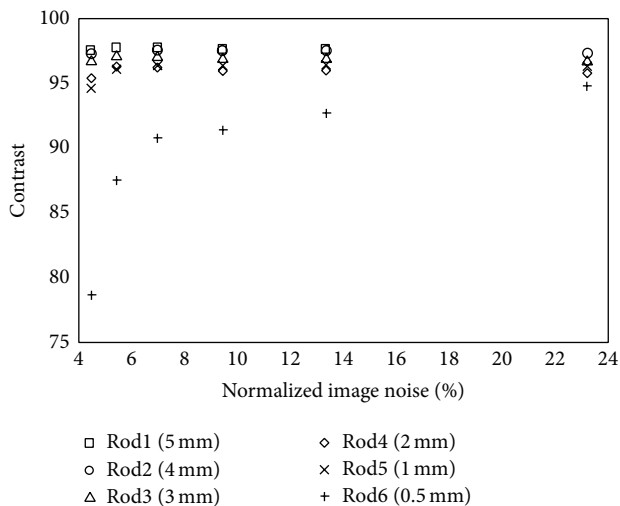 100
95
90
85
80
75
Contrast
4 6 8 10 12 14 16 18 20 22 24
Normalized image noise (%)
Rod1 (5 mm)
Rod2 (4 mm)
Rod3 (3 mm)
Rod4 (2 mm)
Rod5 (1 mm)
Rod6 (0.5 mm)